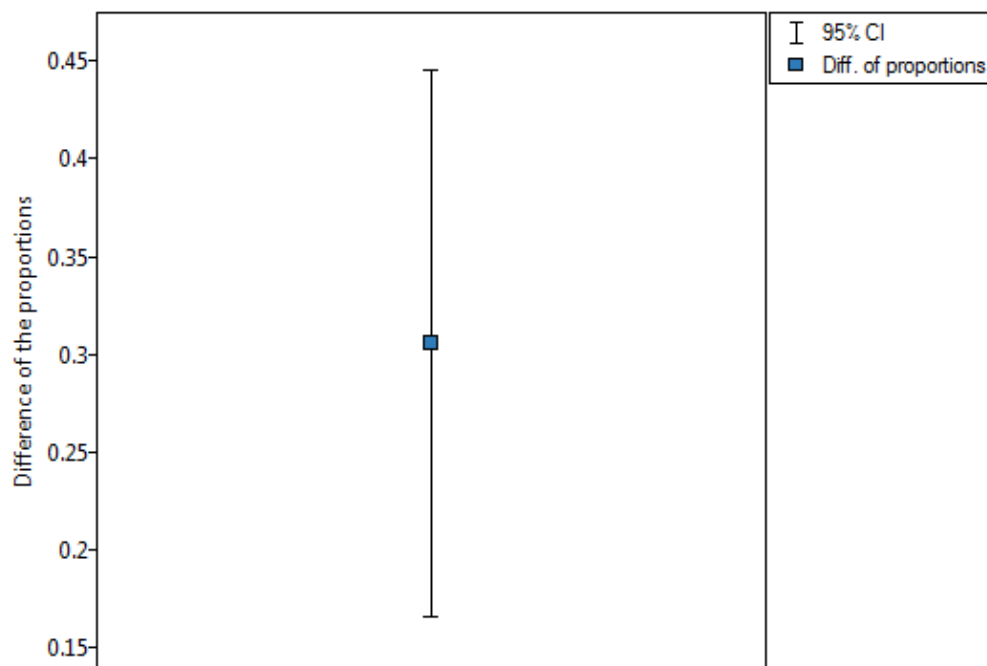 95% CI
Diff. of proportions
Difference of the proportions
0.45
0.4
0.35
0.3
0.25
0.2
0.15